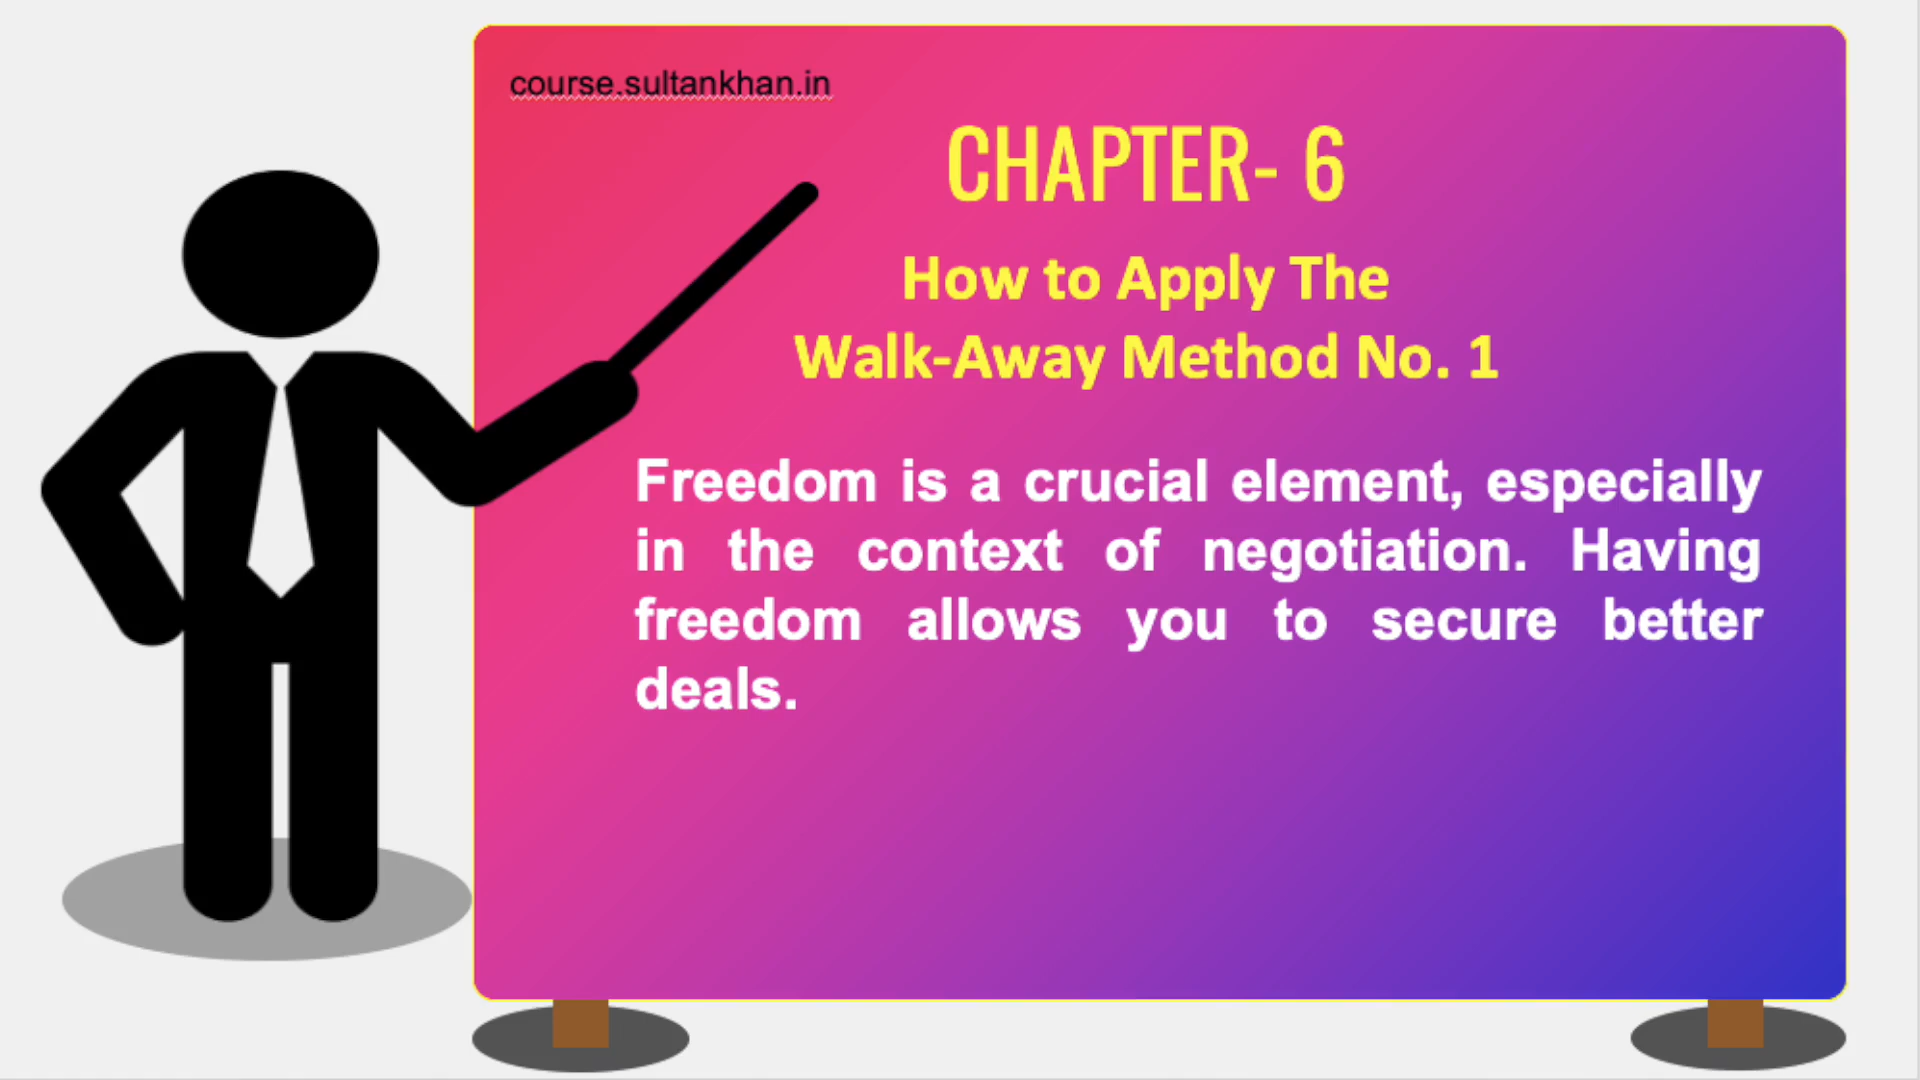 course.sultankhan.in
CHAPTER- 6
How to Apply The
Walk-Away Method No. 1
Freedom is a crucial element, especially
in the context of negotiation. Having
freedom allows you to secure better
deals.